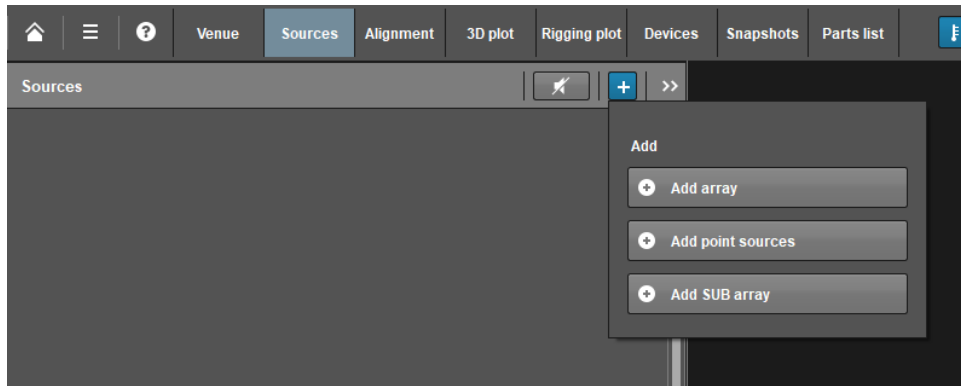 Venue Sources Alignment 3D plot Rigging plot Devices Snapshots Parts list
Sources
Add
Add array
Add point sources
Add SUB array